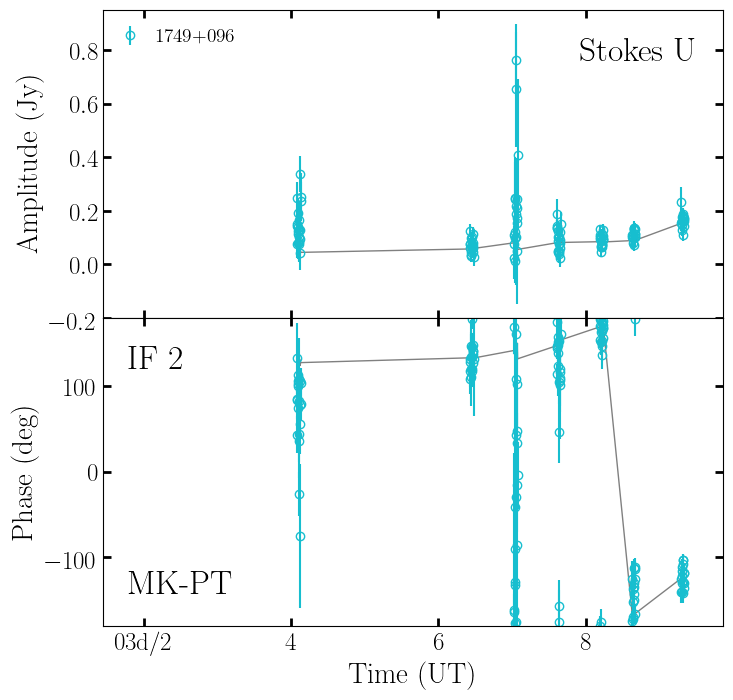 1749+096
Stokes U
0.8
0.6
0.4
0.2
0.0
−0.2
Amplitude (Jy)
IF 2
100
0
−100
Phase (deg)
MK-PT
03d/2
4
6
8
Time (UT)